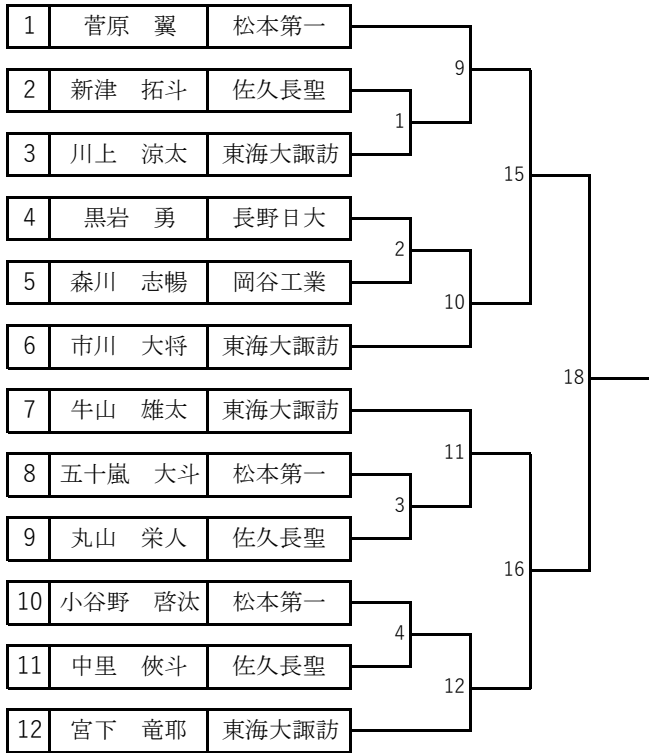 1 菅原　翼 松本第一
9
2 新津　拓斗 佐久長聖
1
3 川上　涼太 東海大諏訪
15
4 黒岩　勇 長野日大
2
5 森川　志暢 岡谷工業
10
6 市川　大将 東海大諏訪
18
7 牛山　雄太 東海大諏訪
11
8 五十嵐　大斗 松本第一
3
9 丸山　栄人 佐久長聖
16
10 小谷野　啓汰 松本第一
4
11 中里　俠斗 佐久長聖
12
12 宮下　竜耶 東海大諏訪